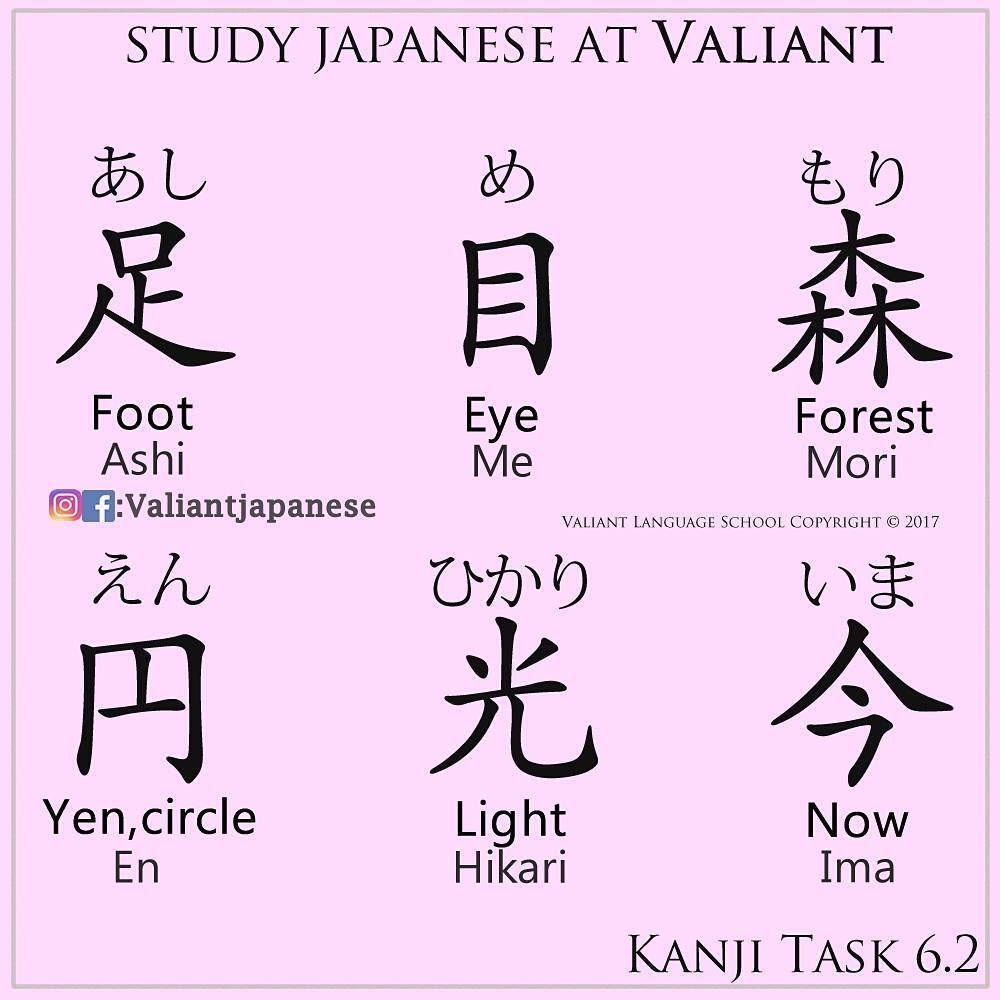 STUDY JAPANESE AT VALIANT
あし め もり
足 目 森
Foot Eye Forest
Ashi Me Mori
:Valiantjapanese
VALIANT LANGUAGE SCHOOL COPYRIGHT © 2017
えん ひかり いま
円 光 今
Yen,circle Light Now
En Hikari Ima
KANJI TASK 6.2